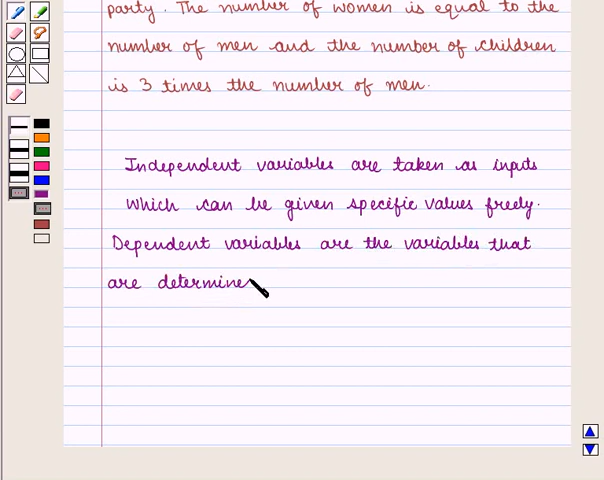 party. The number of women is equal to the
number of men and the number of children
is 3 times the number of men.
Independent variables are taken as inputs
which can be given specific values freely.
Dependent variables are the variables that
are determine